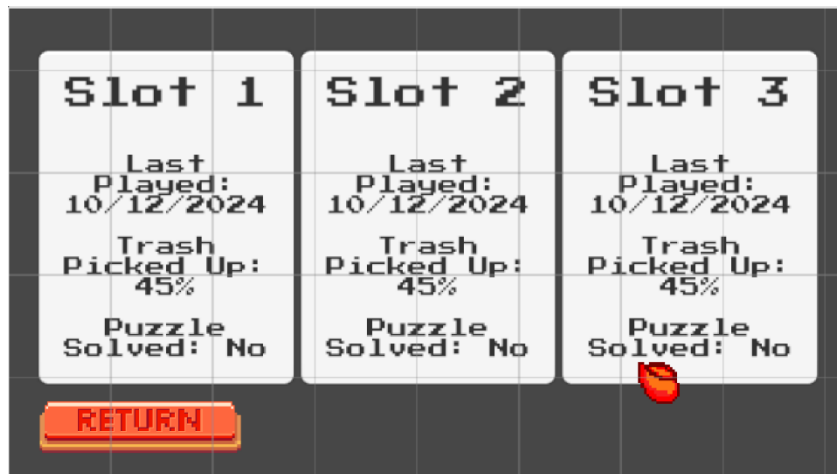 Slot 1
Last
Played:
10/12/2024
Trash
Picked Up:
45%
Puzzle
Solved: No
Slot 2
Last
Played:
10/12/2024
Trash
Picked Up:
45%
Puzzle
Solved: No
Slot 3
Last
Played:
10/12/2024
Trash
Picked Up:
45%
Puzzle
Solved: No
RETURN